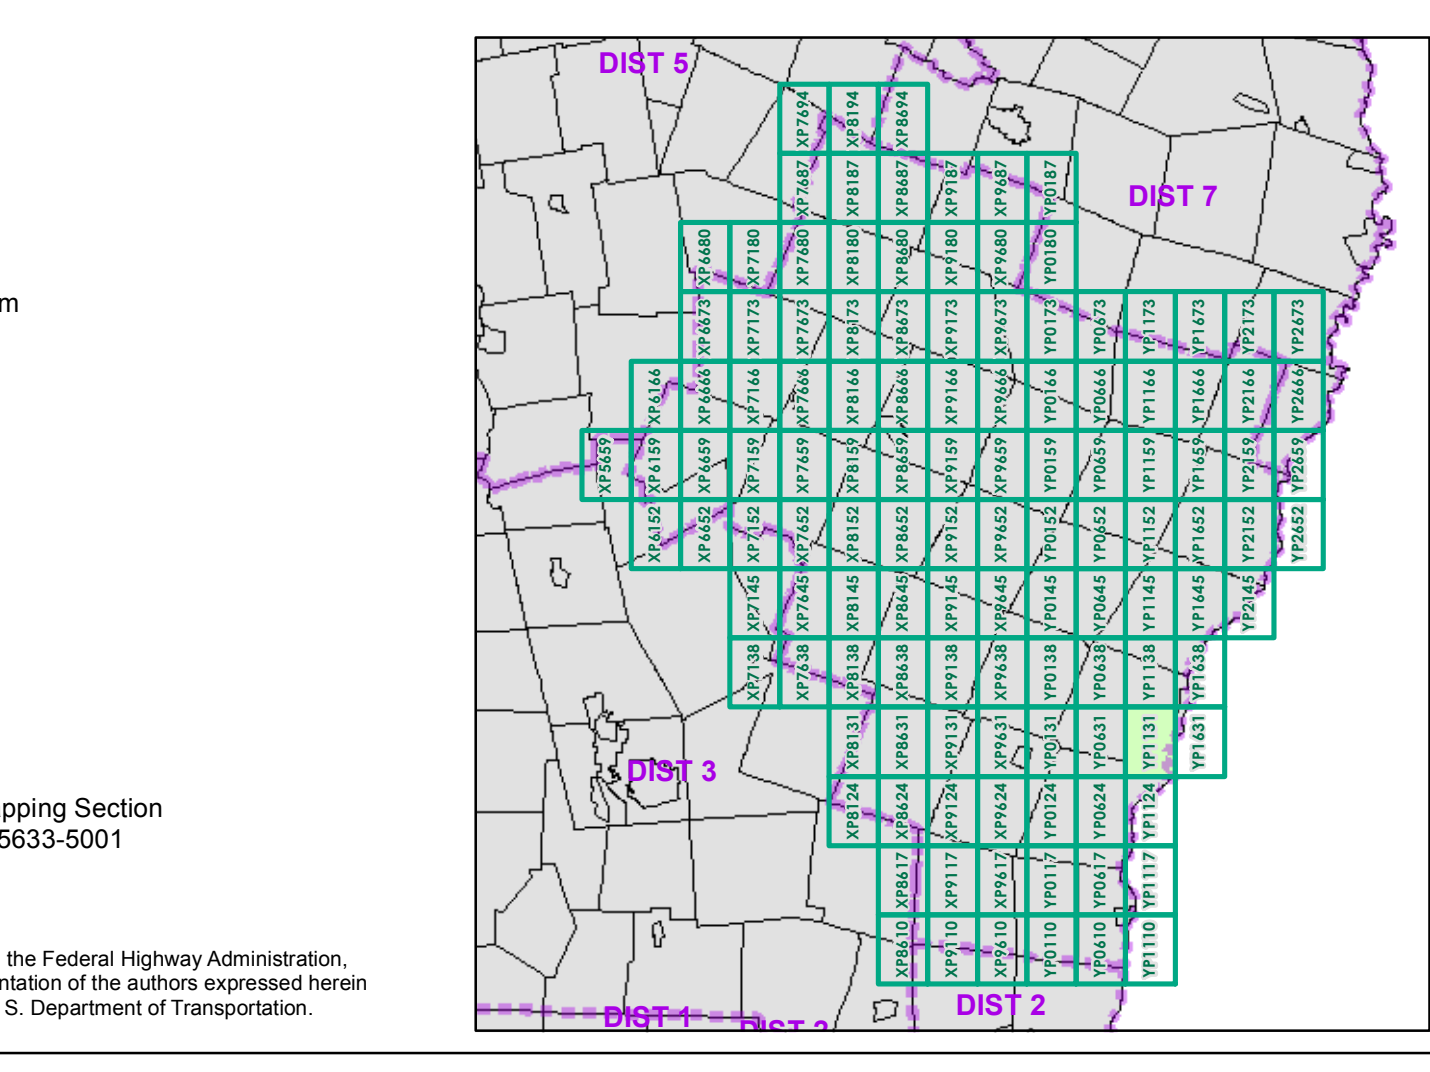 DIST 5
XP7694 XP8194 XP8694
XP7687 XP8187 XP8687 XP9187 XP9687 YP0187
DIST 7
XP6680 XP7180 XP7680 XP8180 XP8680 XP9180 XP9680 YP0180
m
XP6673 XP7173 XP7673 XP8173 XP8673 XP9173 XP9673 YP0173 YP0673 YP1173 YP1673 YP2173 YP2673
XP6166 XP6666 XP7166 XP7666 XP8166 XP8666 XP9166 XP9666 YP0166 YP0666 YP1166 YP1666 YP2166 YP2666
XP5659 XP6159 XP6659 XP7159 XP7659 XP8159 XP8659 XP9159 XP9659 YP0159 YP0659 YP1159 YP1659 YP2159 YP2659
XP6152 XP6652 XP7152 XP7652 XP8152 XP8652 XP9152 XP9652 YP0152 YP0652 YP1152 YP1652 YP2152 YP2652
XP7145 XP7645 XP8145 XP8645 XP9145 XP9645 YP0145 YP0645 YP1145 YP1645 YP2145
XP7138 XP7638 XP8138 XP8638 XP9138 XP9638 YP0138 YP0638 YP1138 YP1638
XP8131 XP8631 XP9131 XP9631 YP0131 YP0631 YP1131 YP1631
DIST 3
pping Section
5633-5001
XP8124 XP8624 XP9124 XP9624 YP0124 YP0624 YP1124
XP8617 XP9117 XP9617 YP0117 YP0617 YP1117
XP8610 XP9110 XP9610 YP0110 YP0610 YP1110
the Federal Highway Administration,
ntation of the authors expressed herein
S. Department of Transportation.
DIST 2
DIST 1
DIST 2